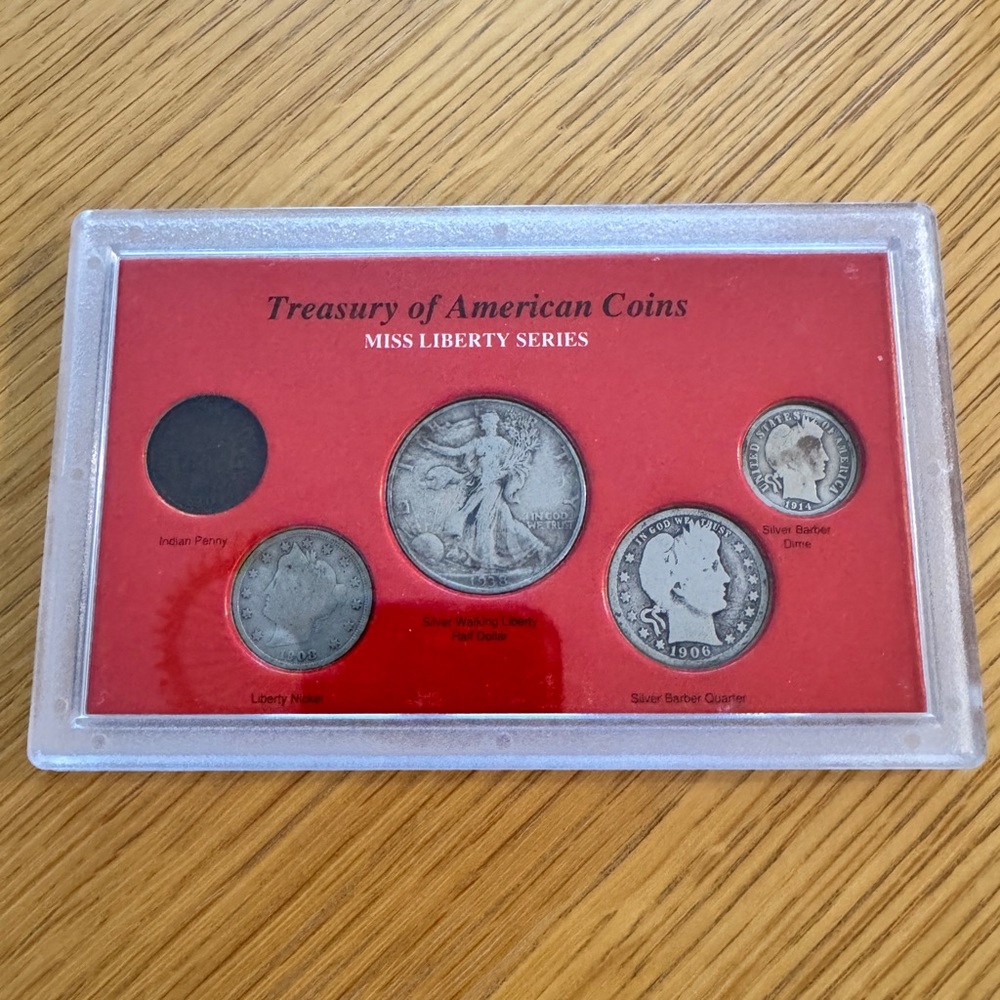 Treasury of American Coins
MISS LIBERTY SERIES
Indian Penny
1908
Liberty Nickel
IN GOD
WE TRUST
1938
Silver Walking Liberty
Half Dollar
IN GOD WE TRUST
1906
Silver Barber Quarter
UNITED STATES OF AMERICA
1914
Silver Barber
Dime